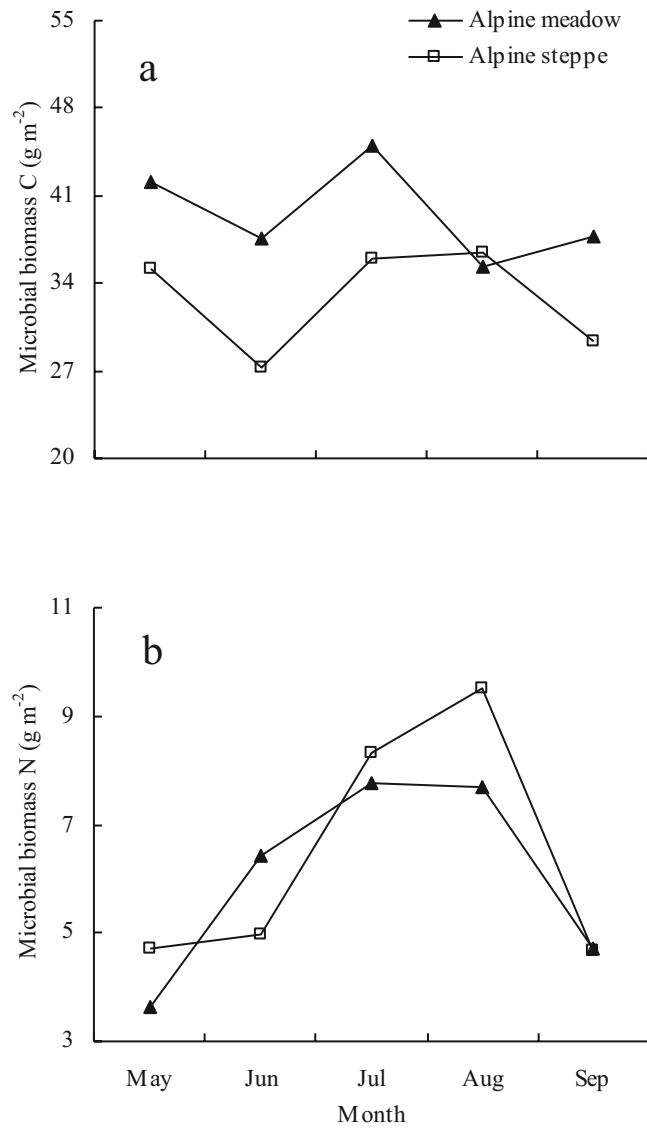 Alpine meadow
Alpine steppe
a
Microbial biomass C (g m⁻²)
55
48
41
34
27
20
b
Microbial biomass N (g m⁻²)
11
9
7
5
3
May Jun Jul Aug Sep
Month